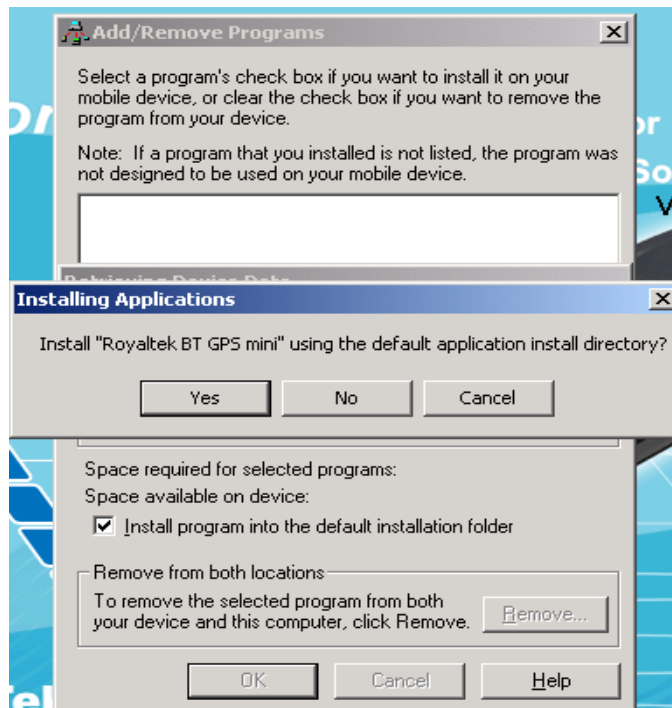 Add/Remove Programs
Select a program's check box if you want to install it on your
mobile device, or clear the check box if you want to remove the
program from your device.
Note: If a program that you installed is not listed, the program was
not designed to be used on your mobile device.
Retrieving Device Data
Installing Applications
Install "Royaltek BT GPS mini" using the default application install directory?
Yes
No
Cancel
Space required for selected programs:
Space available on device:
Install program into the default installation folder
Remove from both locations
To remove the selected program from both
your device and this computer, click Remove.
Remove...
OK
Cancel
Help